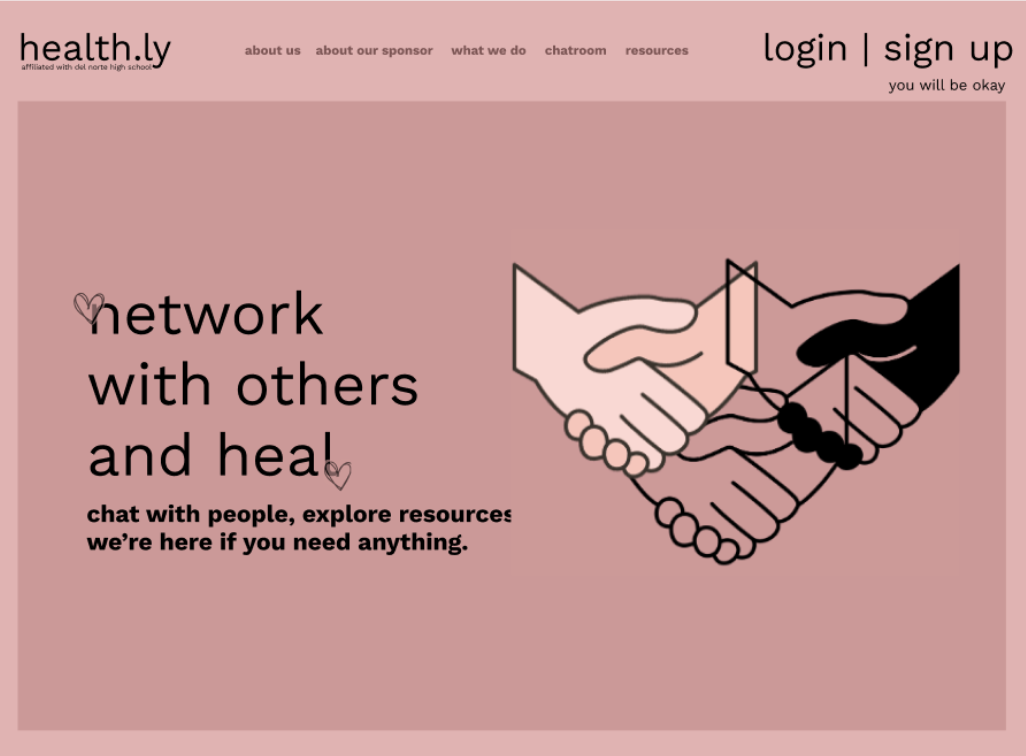 health.ly
affiliated with del norte high school
about us about our sponsor what we do chatroom resources
login | sign up
you will be okay
network
with others
and heal
chat with people, explore resources
we're here if you need anything.